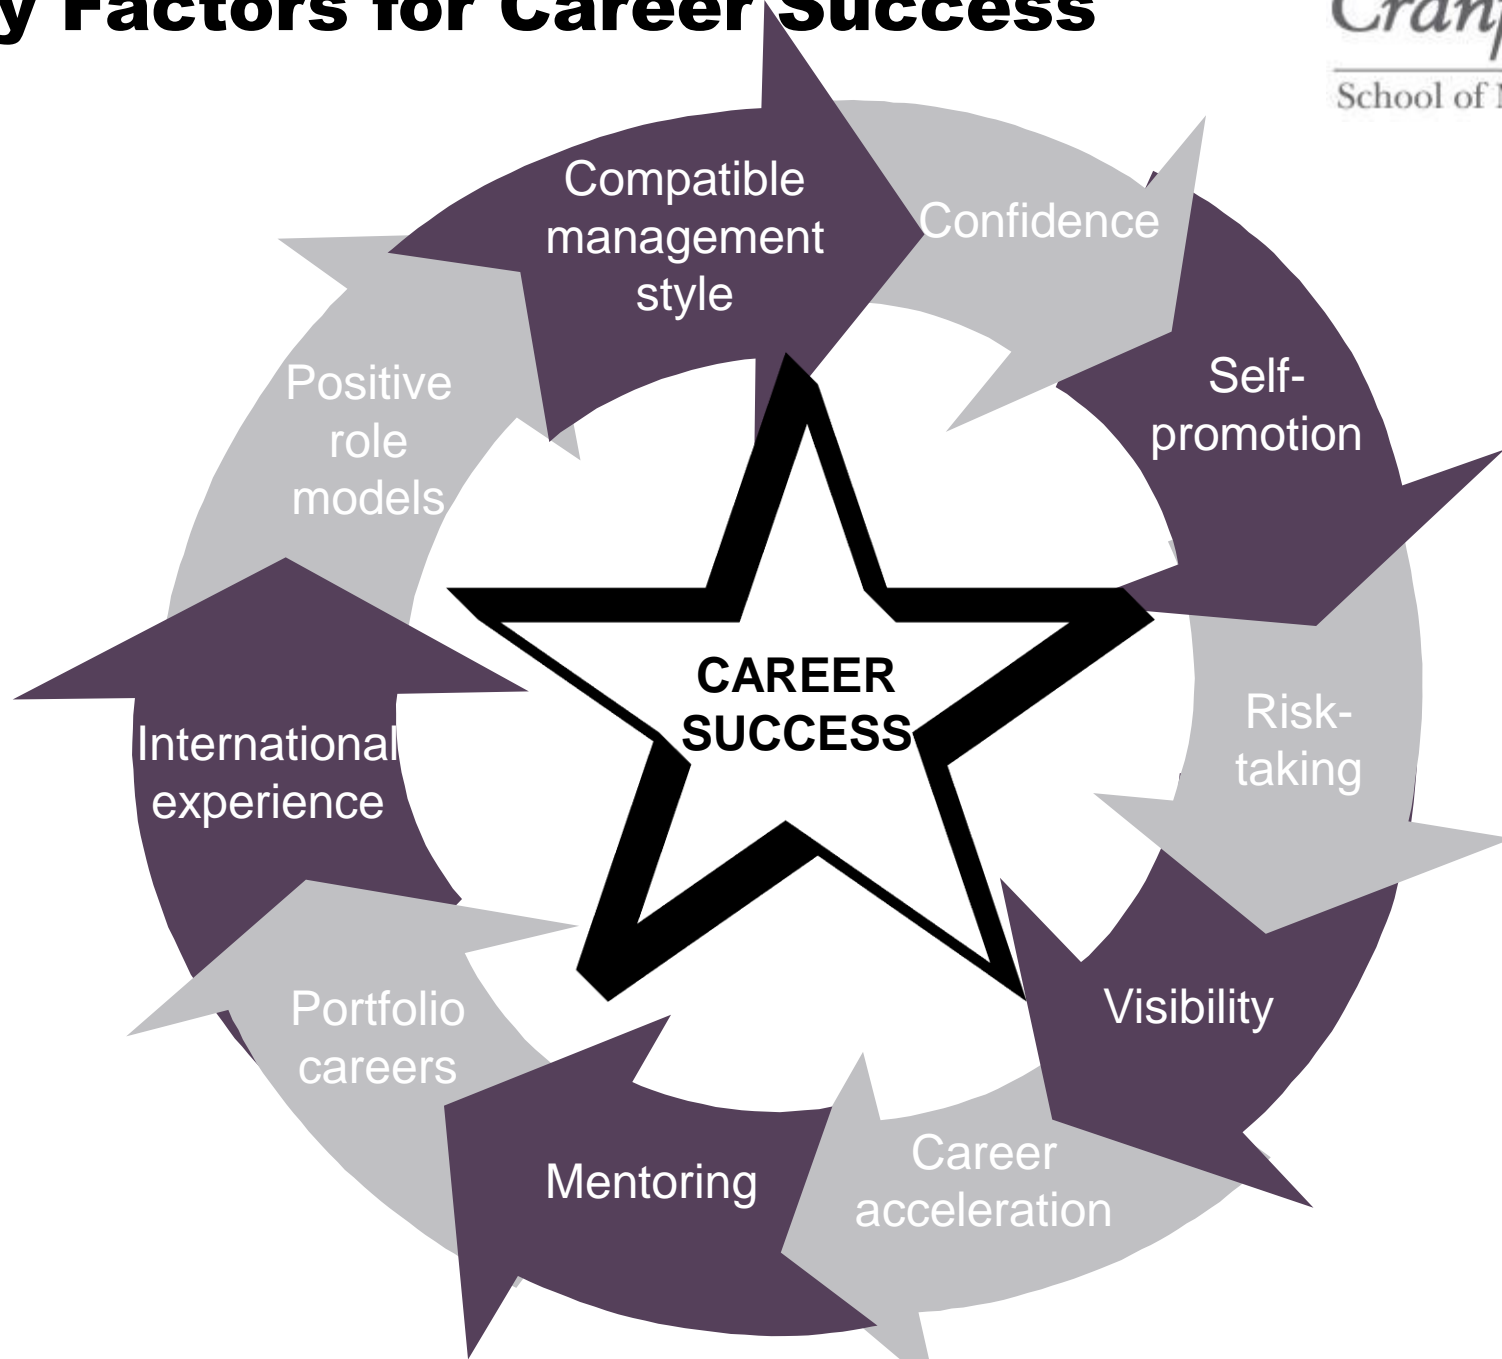 y Factors for Career Success
School of
Compatible
management
style
Confidence
Self-
promotion
Risk-
taking
Visibility
Career
acceleration
Mentoring
Portfolio
careers
International
experience
Positive
role
models
CAREER
SUCCESS